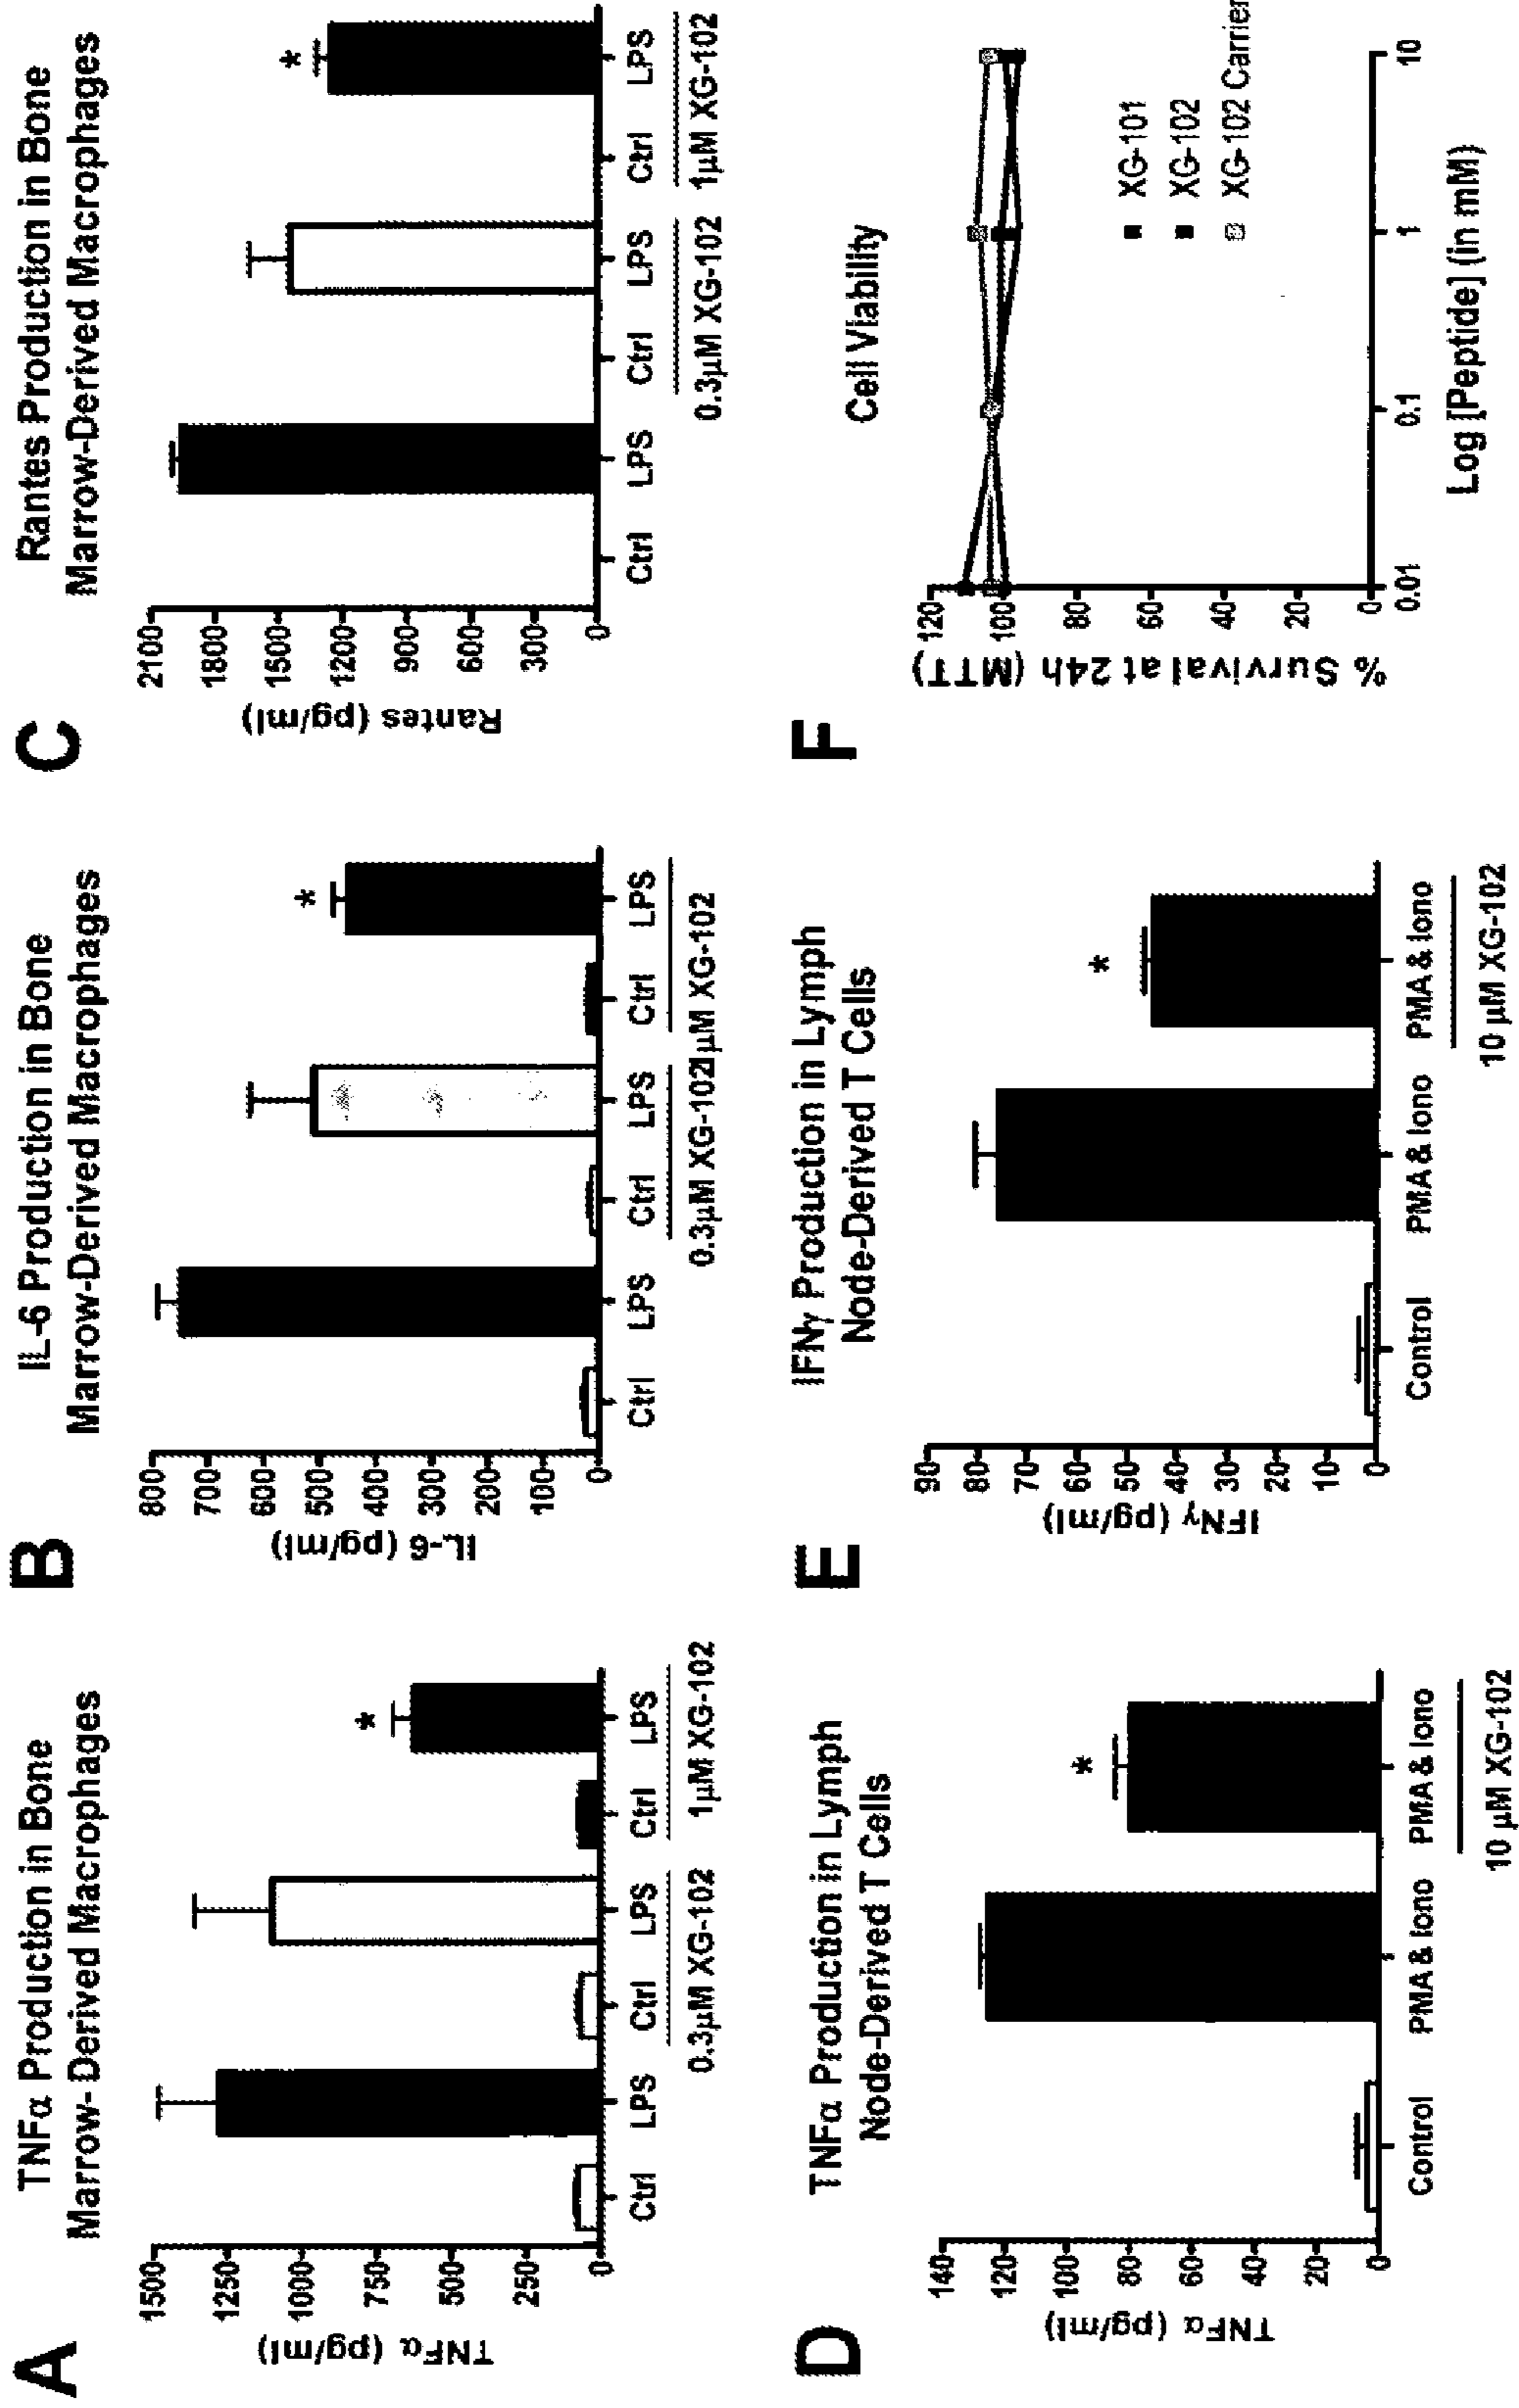 A
TNFα Production in Bone
Marrow-Derived Macrophages
TNFα (pg/ml)
1500
1250
1000
750
500
250
0
Ctrl LPS Ctrl LPS Ctrl LPS
0.3µM XG-102 1µM XG-102
*
B
IL-6 Production in Bone
Marrow-Derived Macrophages
IL-6 (pg/ml)
800
700
600
500
400
300
200
100
0
Ctrl LPS Ctrl LPS Ctrl LPS
0.3µM XG-102 1µM XG-102
*
C
Rantes Production in Bone
Marrow-Derived Macrophages
Rantes (pg/ml)
2100
1800
1500
1200
900
600
300
0
Ctrl LPS Ctrl LPS Ctrl LPS
0.3µM XG-102 1µM XG-102
*
D
TNFα Production in Lymph
Node-Derived T Cells
TNFα (pg/ml)
140
120
100
80
60
40
20
0
Control PMA & Iono PMA & Iono
10 µM XG-102
*
E
IFNγ Production in Lymph
Node-Derived T Cells
IFNγ (pg/ml)
90
80
70
60
50
40
30
20
10
0
Control PMA & Iono PMA & Iono
10 µM XG-102
*
F
Cell Viability
% Survival at 24h (MTT)
120
100
80
60
40
20
0
0.01 0.1 1 10
Log [Peptide] (in mM)
XG-101
XG-102
XG-102 Carrier